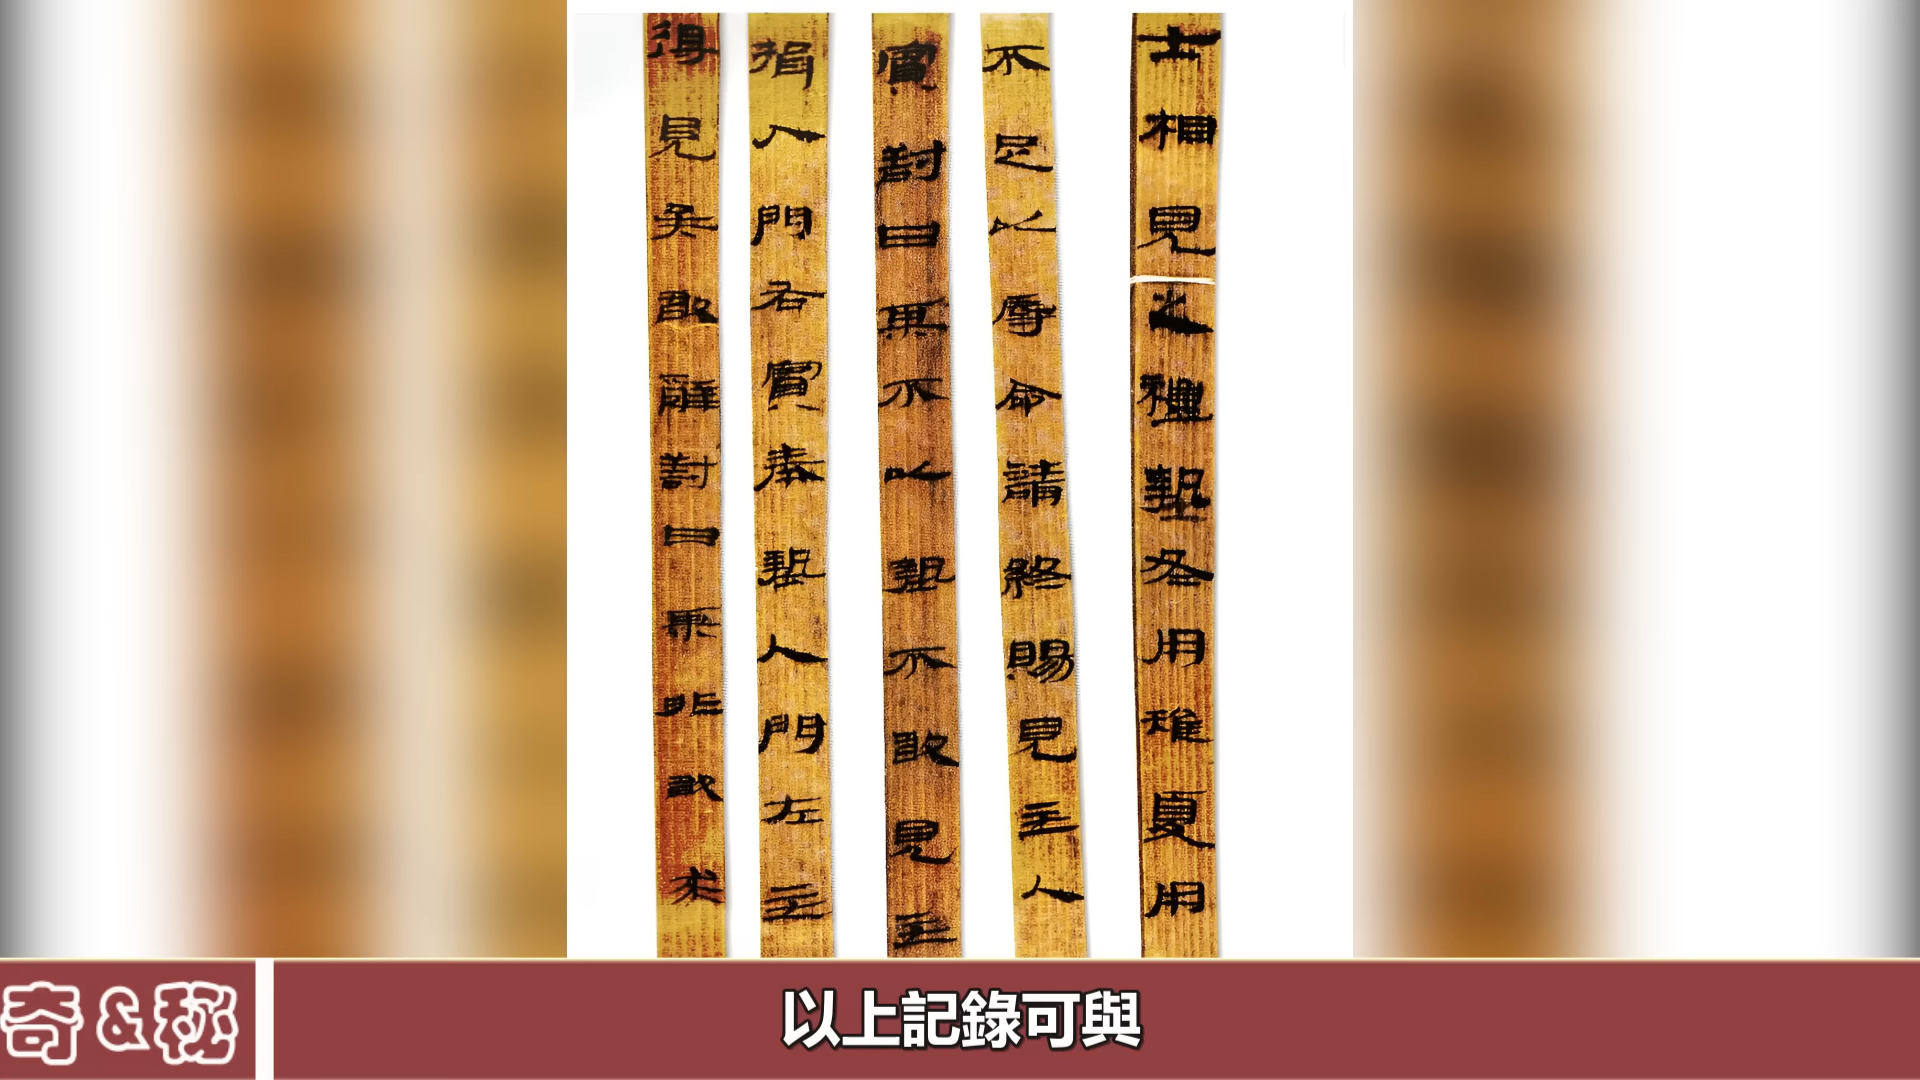 士相見之禮摯冬用雉夏用
不足以辱命請終賜見主人
賓對曰某不以摯不敢見主
揖入門右賓奉摯入門左主
得見矣敢辭對曰某非敢求
奇&秘
以上記錄可與